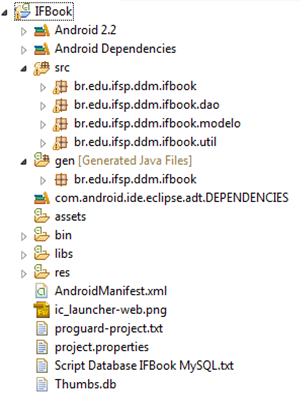 IFBook
Android 2.2
Android Dependencies
src
br.edu.ifsp.ddm.ifbook
br.edu.ifsp.ddm.ifbook.dao
br.edu.ifsp.ddm.ifbook.modelo
br.edu.ifsp.ddm.ifbook.util
gen [Generated Java Files]
br.edu.ifsp.ddm.ifbook
com.android.ide.eclipse.adt.DEPENDENCIES
assets
bin
libs
res
AndroidManifest.xml
ic_launcher-web.png
proguard-project.txt
project.properties
Script Database IFBook MySQL.txt
Thumbs.db